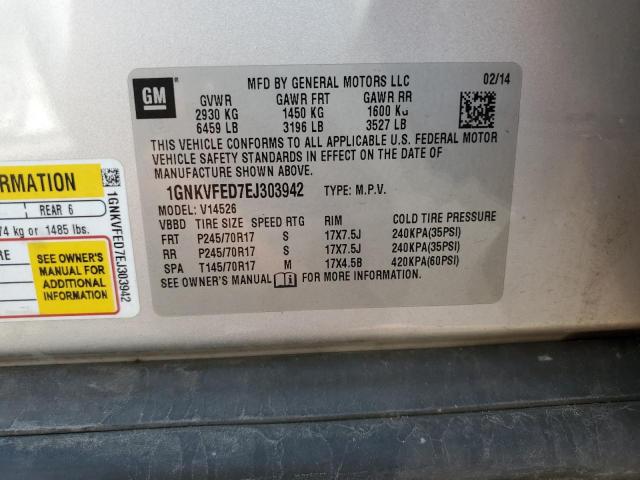 GM
MFD BY GENERAL MOTORS LLC 02/14
GVWR GAWR FRT GAWR RR
2930 KG 1450 KG 1600 KG
6459 LB 3196 LB 3527 LB
THIS VEHICLE CONFORMS TO ALL APPLICABLE U.S. FEDERAL MOTOR
VEHICLE SAFETY STANDARDS IN EFFECT ON THE DATE OF
MANUFACTURE SHOWN ABOVE.
1GNKVFED7EJ303942 TYPE: M.P.V.
MODEL: V14526
VBBD TIRE SIZE SPEED RTG RIM COLD TIRE PRESSURE
FRT P245/70R17 S 17X7.5J 240KPA(35PSI)
RR P245/70R17 S 17X7.5J 240KPA(35PSI)
SPA T145/70R17 M 17X4.5B 420KPA(60PSI)
SEE OWNER'S MANUAL FOR MORE INFORMATION.
REAR 6
lbs.
SEE OWNER'S
MANUAL FOR
ADDITIONAL
INFORMATION
1GNKVFED7EJ303942